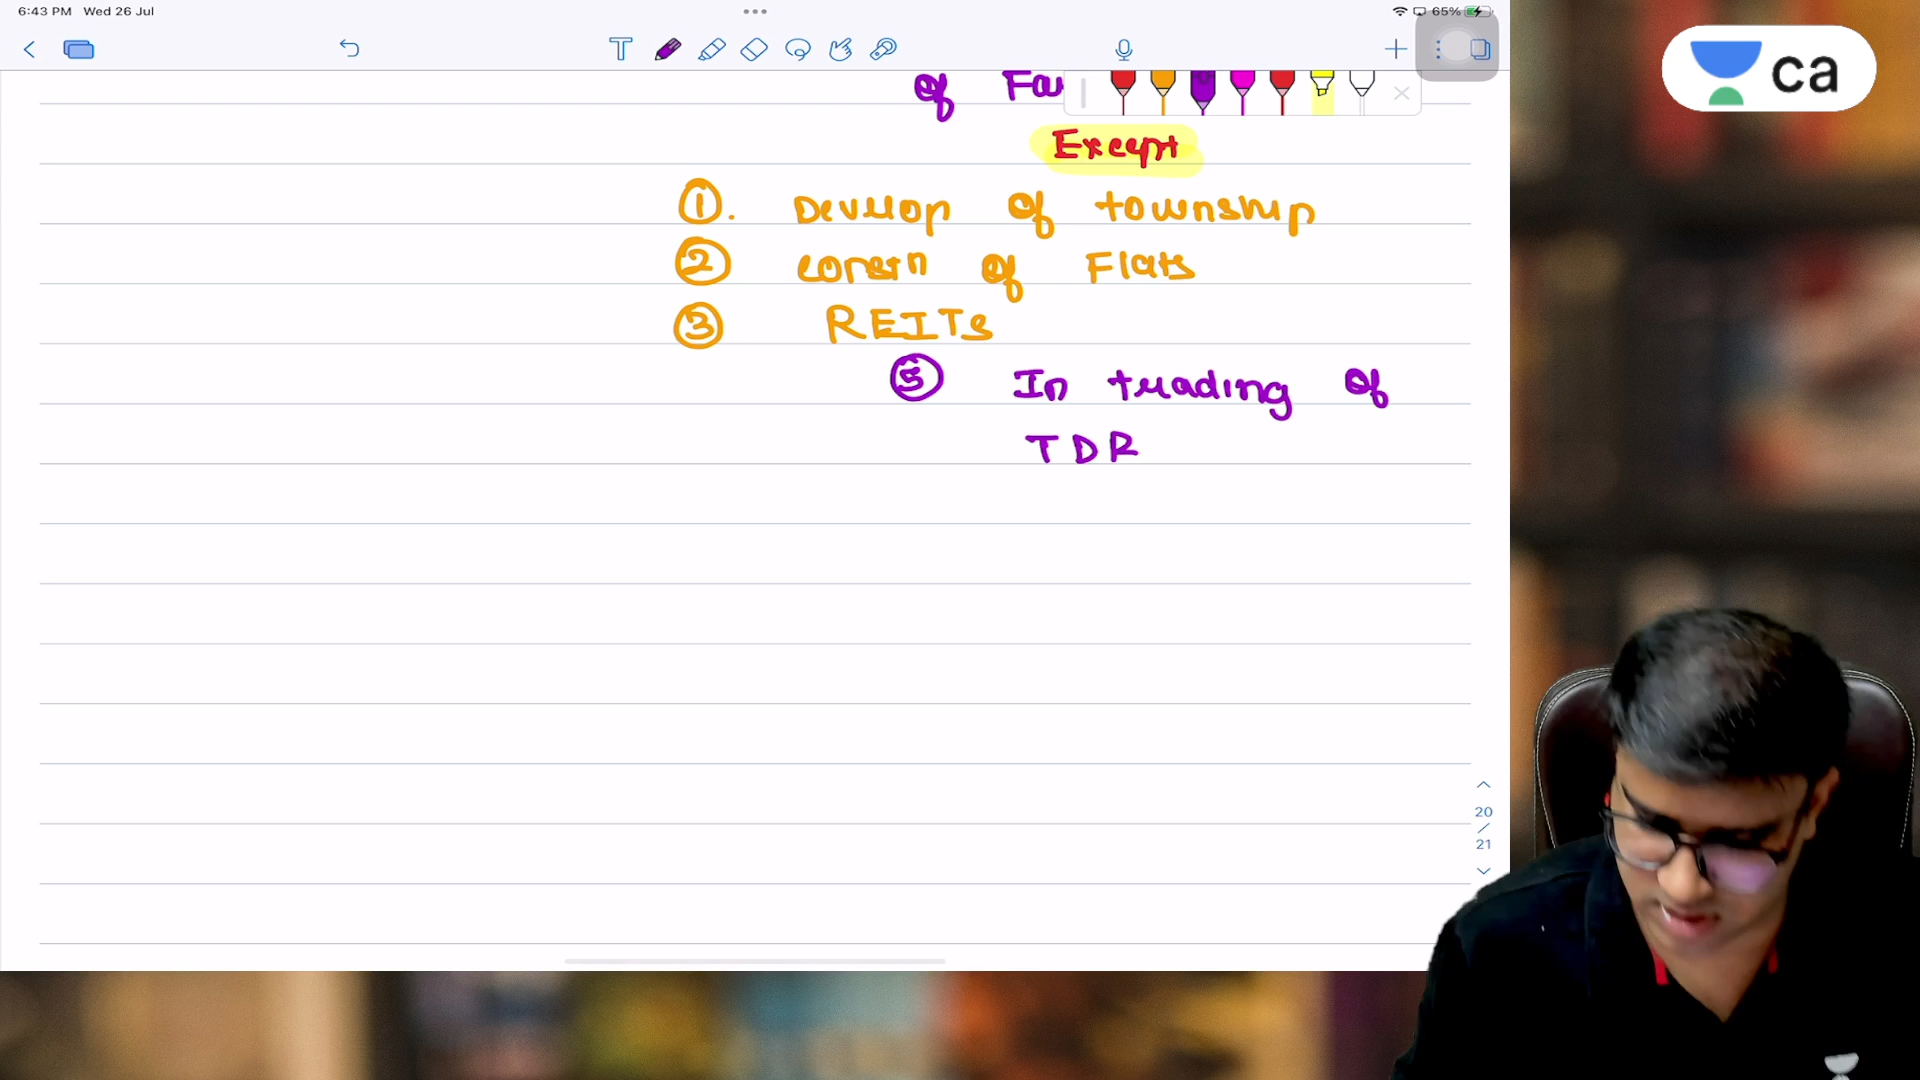 6:43 PM Wed 26 Jul
65%
T
ca
of Fa
Except
1. Develop of township
2 constn of Flats
3 REITs
5 In trading of
TDR
20
/
21